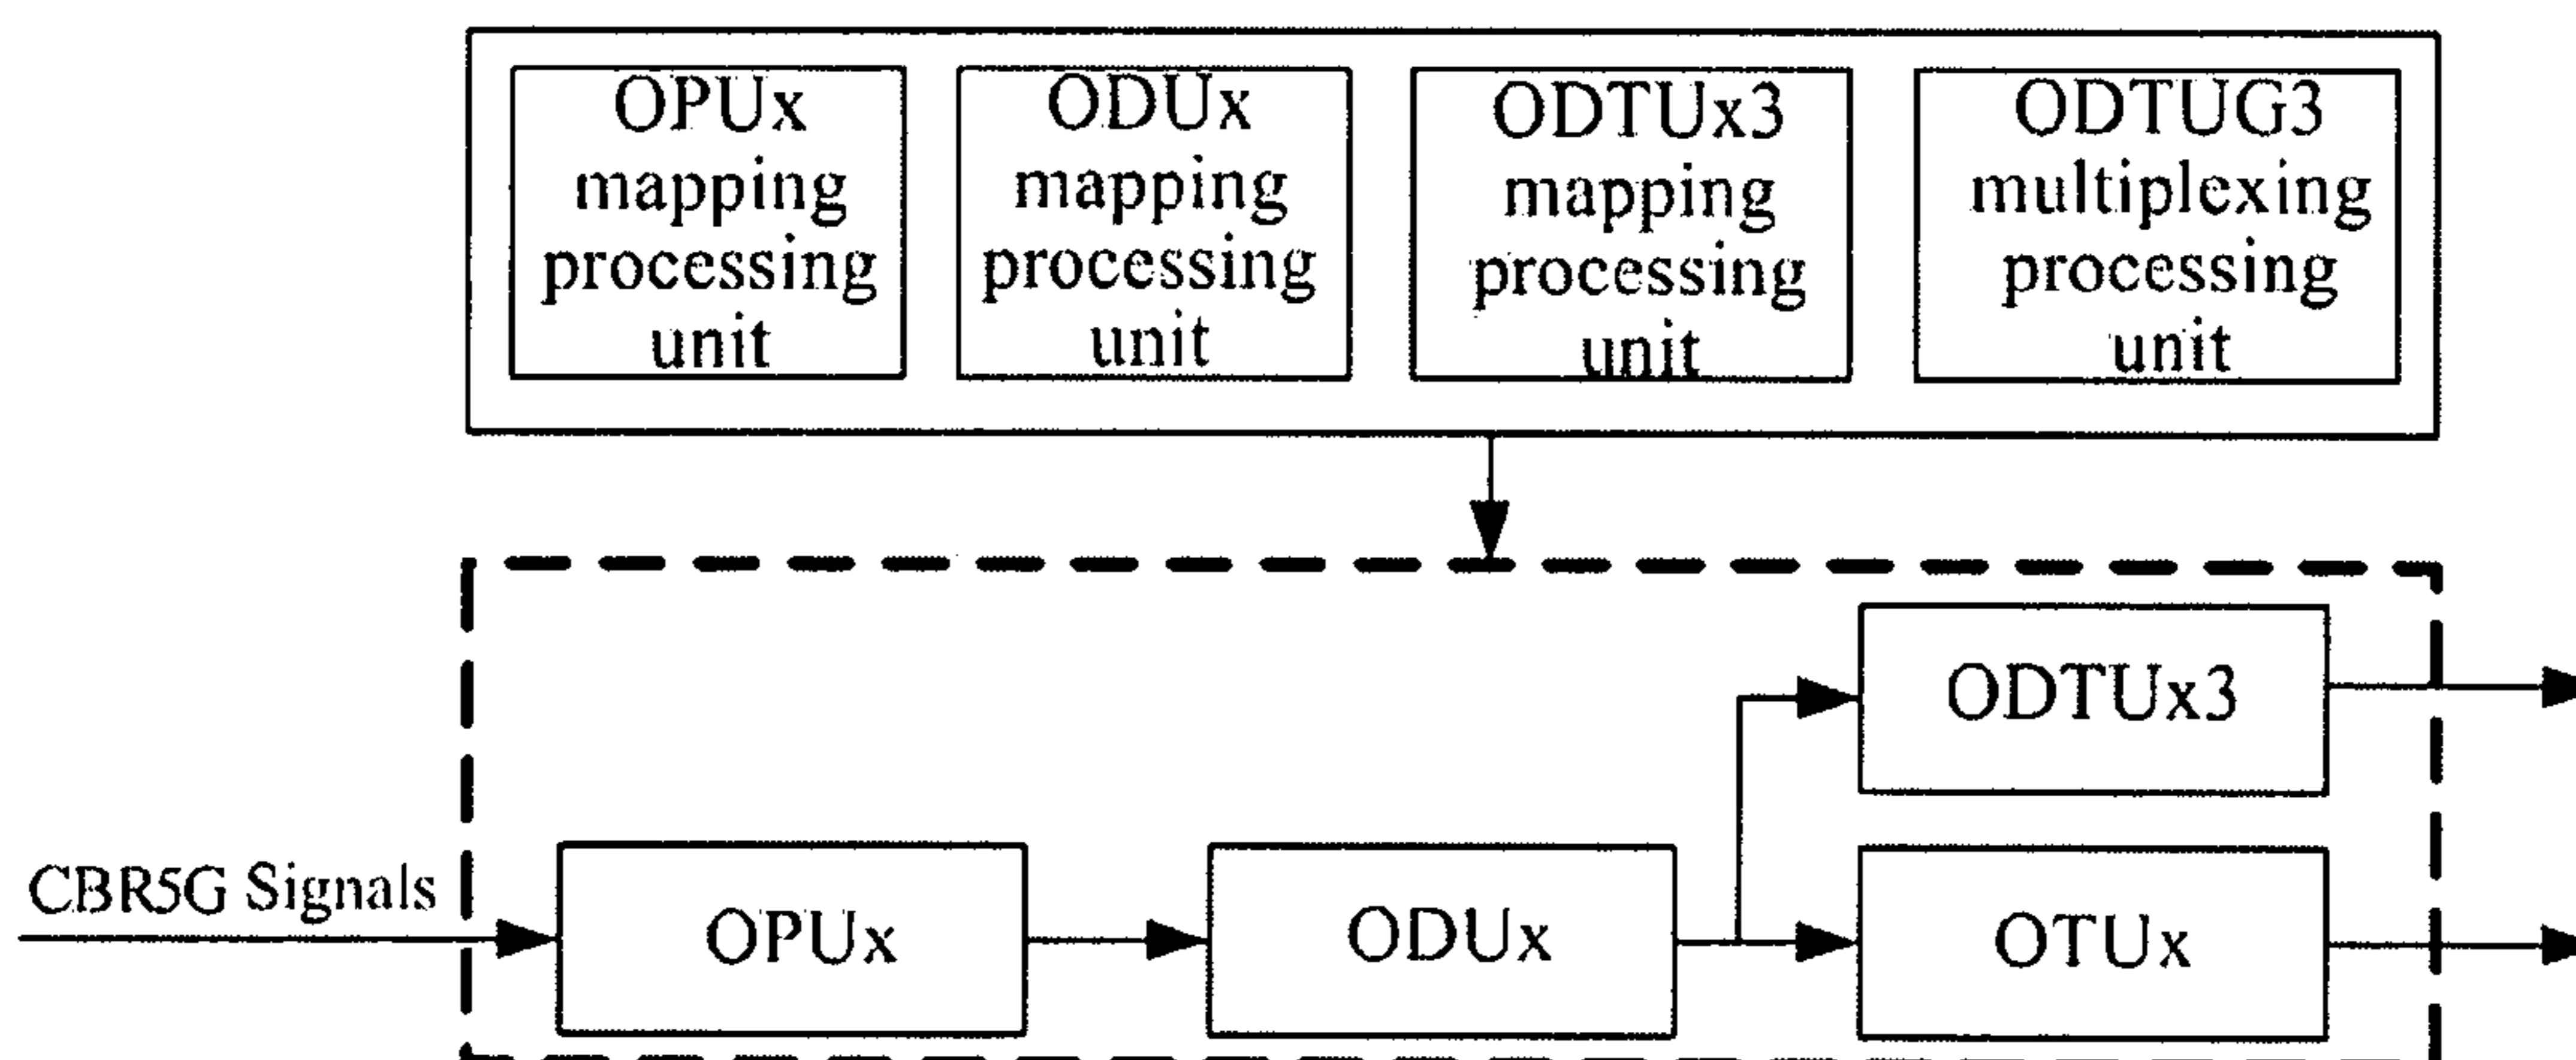 OPUx
mapping
processing
unit
ODUx
mapping
processing
unit
ODTUx3
mapping
processing
unit
ODTUG3
multiplexing
processing
unit
ODTUx3
CBR5G Signals
OPUx
ODUx
OTUx